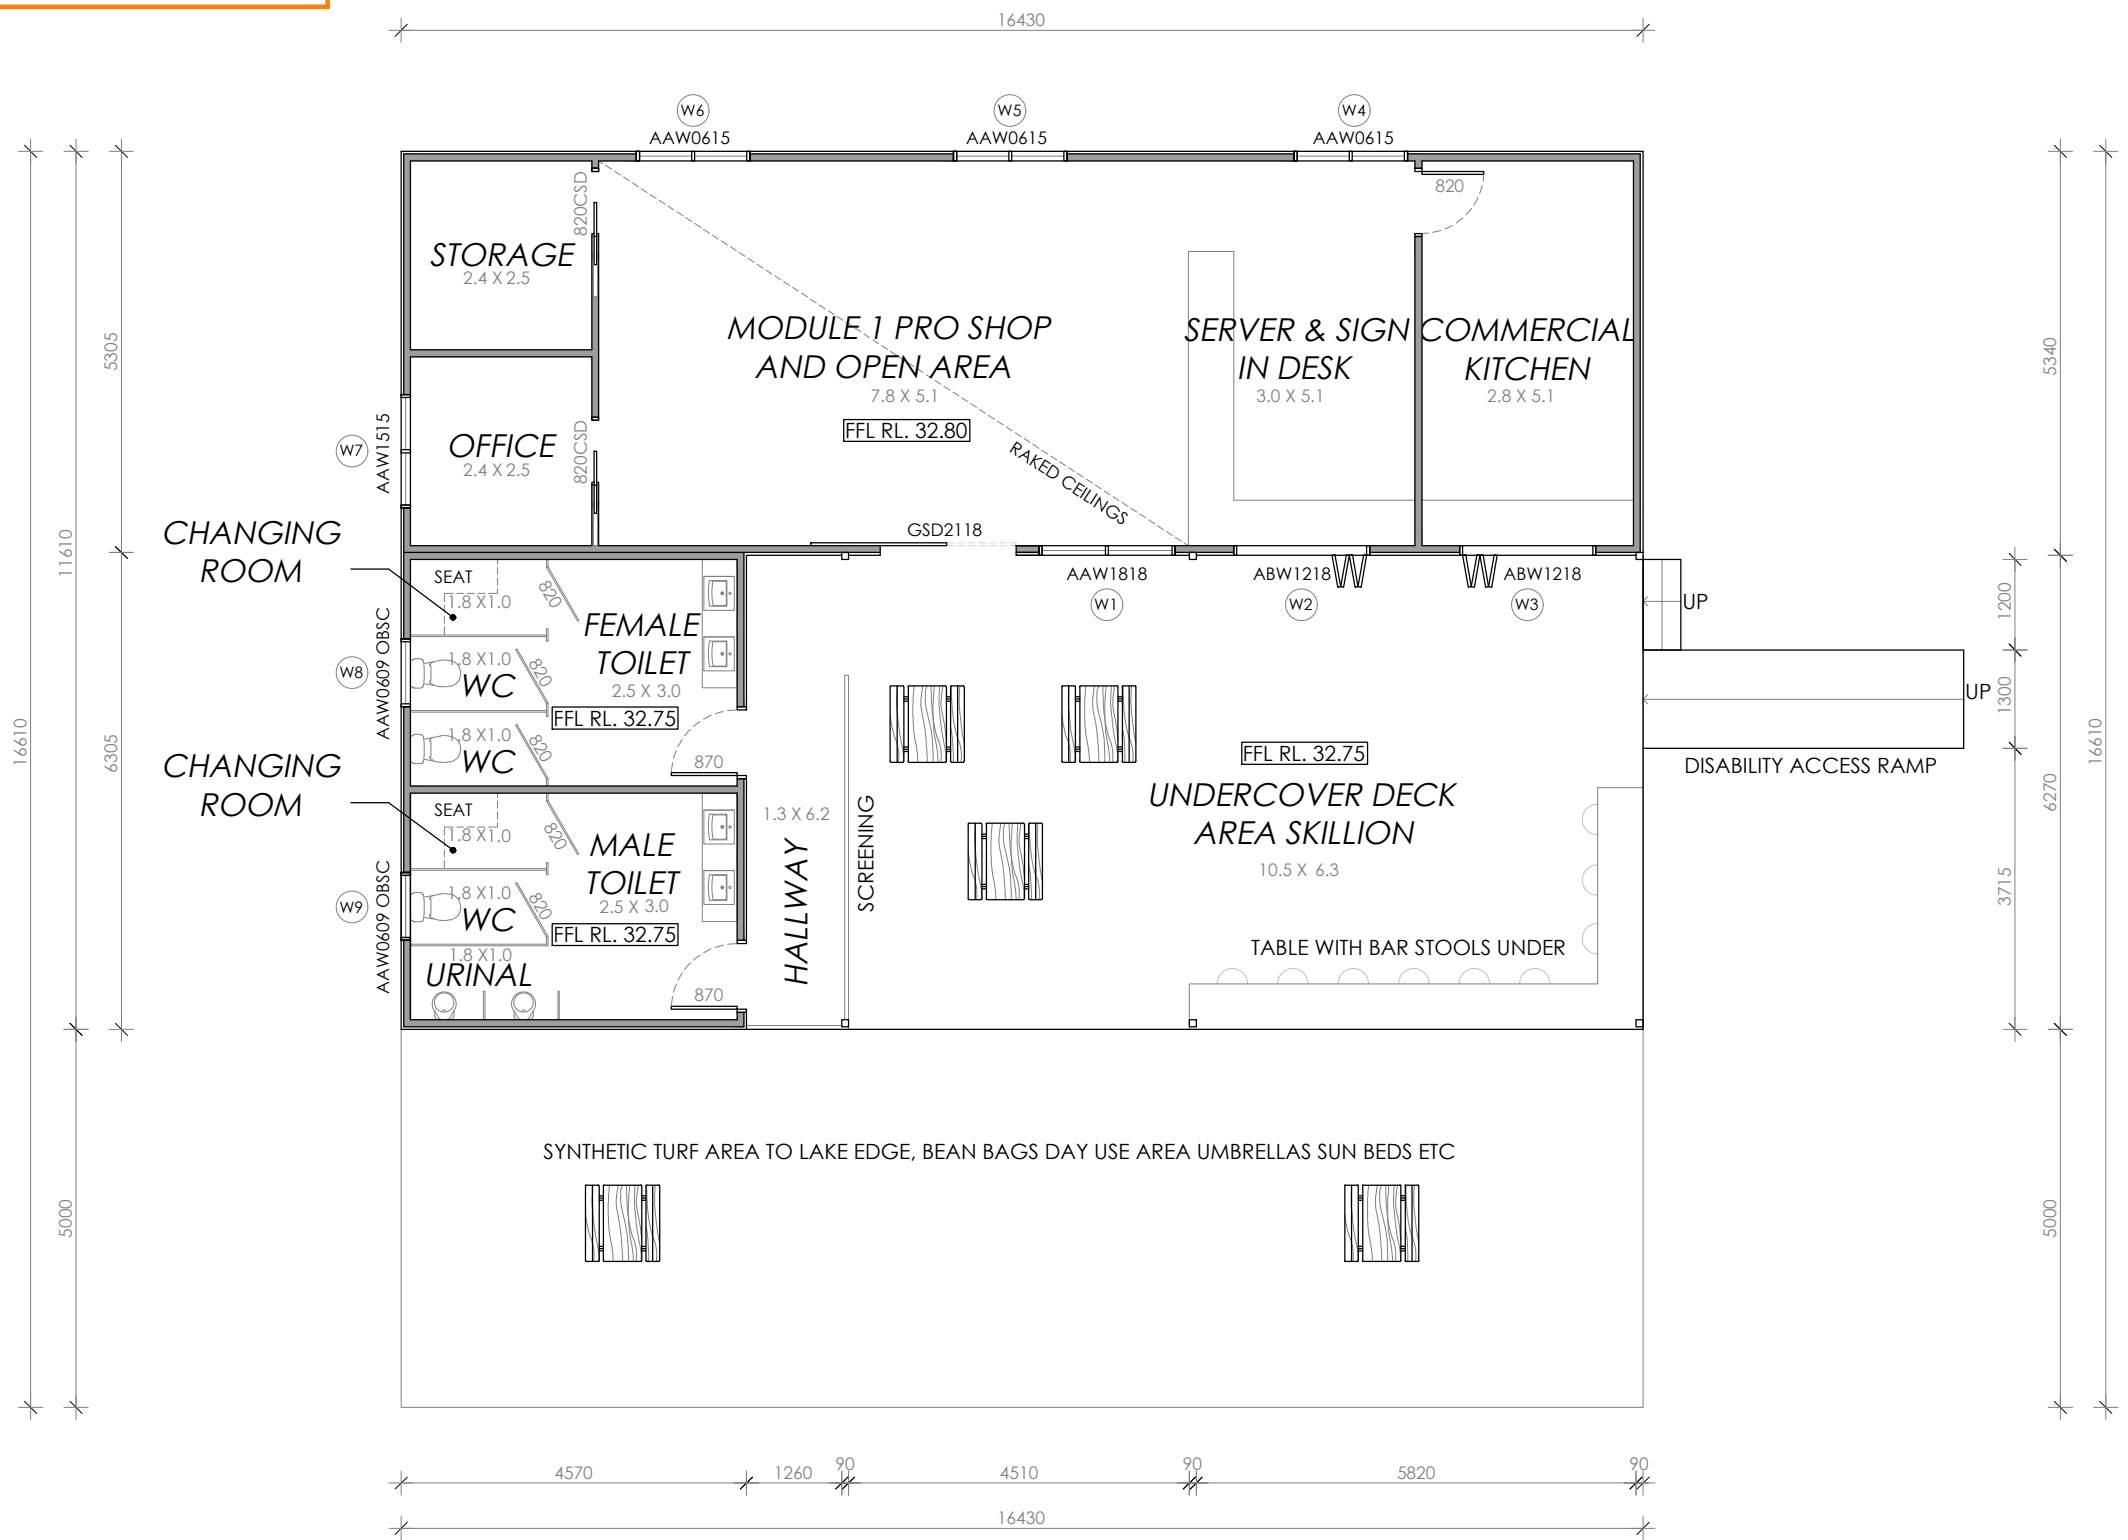 16430
W6
W5
W4
AAW0615
AAW0615
AAW0615
820CSD
820
STORAGE
2.4 X 2.5
MODULE 1 PRO SHOP
AND OPEN AREA
7.8 X 5.1
FFL RL. 32.80
SERVER & SIGN
IN DESK
3.0 X 5.1
COMMERCIAL
KITCHEN
2.8 X 5.1
5305
5340
W7
AAW1515
OFFICE
2.4 X 2.5
820CSD
RAKED CEILINGS
GSD2118
CHANGING
ROOM
SEAT
1.8 X1.0
820
FEMALE
TOILET
2.5 X 3.0
FFL RL. 32.75
AAW1818
W1
ABW1218
W2
ABW1218
W3
UP
1200
11610
W8
AAW0609 OBSC
1.8 X1.0
WC
820
1.8 X1.0
WC
820
870
UP
1300
DISABILITY ACCESS RAMP
16610
6305
16610
6270
FFL RL. 32.75
UNDERCOVER DECK
AREA SKILLION
10.5 X 6.3
CHANGING
ROOM
SEAT
1.8 X1.0
820
MALE
TOILET
2.5 X 3.0
FFL RL. 32.75
1.3 X 6.2
HALLWAY
SCREENING
3715
W9
AAW0609 OBSC
1.8 X1.0
WC
820
1.8 X1.0
URINAL
870
TABLE WITH BAR STOOLS UNDER
SYNTHETIC TURF AREA TO LAKE EDGE, BEAN BAGS DAY USE AREA UMBRELLAS SUN BEDS ETC
5000
5000
4570
1260
90
4510
90
5820
90
16430